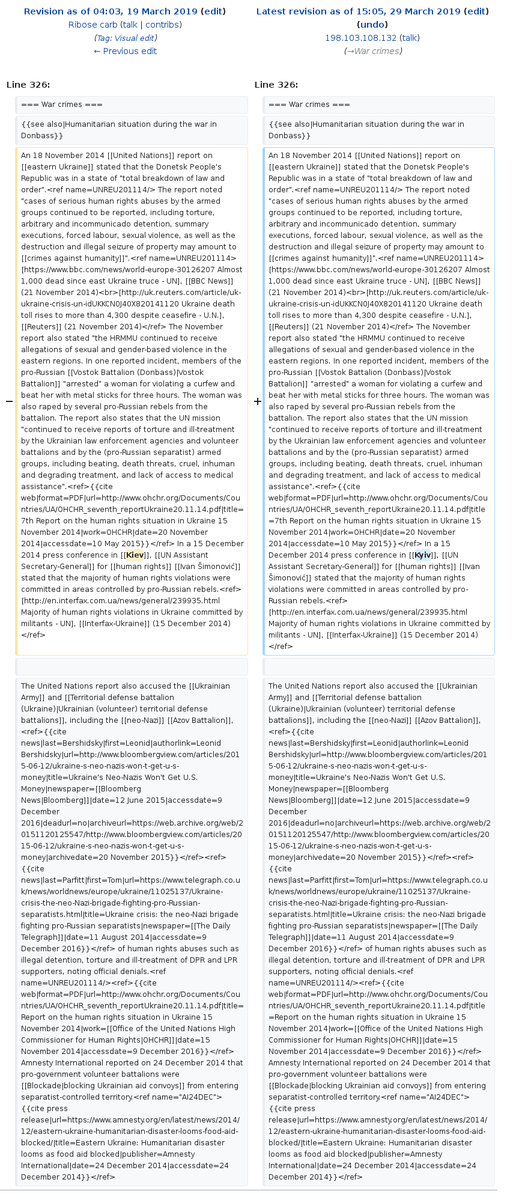 Revision as of 04:03, 19 March 2019 (edit)
Ribose carb (talk | contribs)
(Tag: Visual edit)
← Previous edit
Line 326:
=== War crimes ===
{{see also|Humanitarian situation during the war in
Donbass}}
−
An 18 November 2014 [[United Nations]] report on
[[eastern Ukraine]] stated that the Donetsk People's
Republic was in a state of "total breakdown of law and
order".<ref name=UNREU201114/> The report noted
"cases of serious human rights abuses by the armed
groups continued to be reported, including torture,
arbitrary and incommunicado detention, summary
executions, forced labour, sexual violence, as well as the
destruction and illegal seizure of property may amount to
[[crimes against humanity]]".<ref name=UNREU201114>
[https://www.bbc.com/news/world-europe-30126207 Almost
1,000 dead since east Ukraine truce - UN], [[BBC News]]
(21 November 2014)<br>[http://uk.reuters.com/article/uk-
ukraine-crisis-un-idUKKCN0J40X820141120 Ukraine death
toll rises to more than 4,300 despite ceasefire - U.N.],
[[Reuters]] (21 November 2014)</ref> The November
report also stated "the HRMMU continued to receive
allegations of sexual and gender-based violence in the
eastern regions. In one reported incident, members of the
pro-Russian [[Vostok Battalion (Donbass)|Vostok
Battalion]] "arrested" a woman for violating a curfew and
beat her with metal sticks for three hours. The woman was
also raped by several pro-Russian rebels from the
battalion. The report also states that the UN mission
"continued to receive reports of torture and ill-treatment
by the Ukrainian law enforcement agencies and volunteer
battalions and by the (pro-Russian separatist) armed
groups, including beating, death threats, cruel, inhuman
and degrading treatment, and lack of access to medical
assistance".<ref>{{cite
web|format=PDF|url=http://www.ohchr.org/Documents/Cou
ntries/UA/OHCHR_seventh_reportUkraine20.11.14.pdf|title=
7th Report on the human rights situation in Ukraine 15
November 2014|work=0HCHR|date=20 November
2014|accessdate=10 May 2015}}</ref> In a 15 December
2014 press conference in [[Kiev]], [[UN Assistant
Secretary-General]] for [[human rights]] [[Ivan Šimonović]]
stated that the majority of human rights violations were
committed in areas controlled by pro-Russian rebels.<ref>
[http://en.interfax.com.ua/news/general/239935.html
Majority of human rights violations in Ukraine committed by
militants - UN], [[Interfax-Ukraine]] (15 December 2014)
</ref>
The United Nations report also accused the [[Ukrainian
Army]] and [[Territorial defense battalion
(Ukraine)|Ukrainian (volunteer) territorial defense
battalions]], including the [[neo-Nazi]] [[Azov Battalion]],
<ref>{{cite
news|last=Bershidsky|first=Leonid|authorlink=Leonid
Bershidsky|url=http://www.bloombergview.com/articles/201
5-06-12/ukraine-s-neo-nazis-won-t-get-u-s-
money|title=Ukraine's Neo-Nazis Won't Get U.S.
Money|newspaper=[[Bloomberg
News|Bloomberg]]|date=12 June 2015|accessdate=9
December
2016|deadurl=no|archiveurl=https://web.archive.org/web/2
0151120125547/http://www.bloombergview.com/articles/20
15-06-12/ukraine-s-neo-nazis-won-t-get-u-s-
money|archivedate=20 November 2015}}</ref><ref>
{{cite
news|last=Parfitt|first=Tom|url=http://www.telegraph.co.u
k/news/worldnews/europe/ukraine/11025137/Ukraine-
crisis-the-neo-Nazi-brigade-fighting-pro-Russian-
separatists.html|title=Ukraine crisis: the neo-Nazi brigade
fighting pro-Russian separatists|newspaper=[[The Daily
Telegraph]]|date=11 August 2014|accessdate=9
December 2016}}</ref> of human rights abuses such as
illegal detention, torture and ill-treatment of DPR and LPR
supporters, noting official denials.<ref
name=UNREU201114/><ref>{{cite
web|format=PDF|url=http://www.ohchr.org/Documents/Cou
ntries/UA/OHCHR_seventh_reportUkraine20.11.14.pdf|title=
Report on the human rights situation in Ukraine 15
November 2014|work=[[Office of the United Nations High
Commissioner for Human Rights|OHCR]]|date=15
November 2014|accessdate=9 December 2016}}</ref>
Amnesty International reported on 24 December 2014 that
pro-government volunteer battalions were
[[Blockade|blocking Ukrainian aid convoys]] from entering
separatist-controlled territory.<ref name="AI24DEC">
{{cite press
release|url=https://www.amnesty.org/en/latest/news/2014/
12/eastern-ukraine-humanitarian-disaster-looms-food-aid-
blocked/|title=Eastern Ukraine: Humanitarian disaster
looms as food aid blocked|publisher=Amnesty
International|date=24 December 2014|accessdate=24
December 2014}}</ref>
Latest revision as of 15:05, 29 March 2019 (edit)
(undo)
198.103.108.132 (talk)
(→War crimes)
Line 326:
=== War crimes ===
{{see also|Humanitarian situation during the war in
Donbass}}
+
An 18 November 2014 [[United Nations]] report on
[[eastern Ukraine]] stated that the Donetsk People's
Republic was in a state of "total breakdown of law and
order".<ref name=UNREU201114/> The report noted
"cases of serious human rights abuses by the armed
groups continued to be reported, including torture,
arbitrary and incommunicado detention, summary
executions, forced labour, sexual violence, as well as the
destruction and illegal seizure of property may amount to
[[crimes against humanity]]".<ref name=UNREU201114>
[https://www.bbc.com/news/world-europe-30126207 Almost
1,000 dead since east Ukraine truce - UN], [[BBC News]]
(21 November 2014)<br>[http://uk.reuters.com/article/uk-
ukraine-crisis-un-idUKKCN0J40X820141120 Ukraine death
toll rises to more than 4,300 despite ceasefire - U.N.],
[[Reuters]] (21 November 2014)</ref> The November
report also stated "the HRMMU continued to receive
allegations of sexual and gender-based violence in the
eastern regions. In one reported incident, members of the
pro-Russian [[Vostok Battalion (Donbass)|Vostok
Battalion]] "arrested" a woman for violating a curfew and
beat her with metal sticks for three hours. The woman was
also raped by several pro-Russian rebels from the
battalion. The report also states that the UN mission
"continued to receive reports of torture and ill-treatment
by the Ukrainian law enforcement agencies and volunteer
battalions and by the (pro-Russian separatist) armed
groups, including beating, death threats, cruel, inhuman
and degrading treatment, and lack of access to medical
assistance".<ref>{{cite
web|format=PDF|url=http://www.ohchr.org/Documents/Cou
ntries/UA/OHCHR_seventh_reportUkraine20.11.14.pdf|title
=7th Report on the human rights situation in Ukraine 15
November 2014|work=0HCHR|date=20 November
2014|accessdate=10 May 2015}}</ref> In a 15
December 2014 press conference in [[Kyiv]], [[UN
Assistant Secretary-General]] for [[human rights]] [[Ivan
Šimonović]] stated that the majority of human rights
violations were committed in areas controlled by pro-
Russian rebels.<ref>
[http://en.interfax.com.ua/news/general/239935.html
Majority of human rights violations in Ukraine committed by
militants - UN], [[Interfax-Ukraine]] (15 December 2014)
</ref>
The United Nations report also accused the [[Ukrainian
Army]] and [[Territorial defense battalion
(Ukraine)|Ukrainian (volunteer) territorial defense
battalions]], including the [[neo-Nazi]] [[Azov Battalion]],
<ref>{{cite
news|last=Bershidsky|first=Leonid|authorlink=Leonid
Bershidsky|url=http://www.bloombergview.com/articles/201
5-06-12/ukraine-s-neo-nazis-won-t-get-u-s-
money|title=Ukraine's Neo-Nazis Won't Get U.S.
Money|newspaper=[[Bloomberg
News|Bloomberg]]|date=12 June 2015|accessdate=9
December
2016|deadurl=no|archiveurl=https://web.archive.org/web/2
0151120125547/http://www.bloombergview.com/articles/20
15-06-12/ukraine-s-neo-nazis-won-t-get-u-s-
money|archivedate=20 November 2015}}</ref><ref>
{{cite
news|last=Parfitt|first=Tom|url=http://www.telegraph.co.u
k/news/worldnews/europe/ukraine/11025137/Ukraine-
crisis-the-neo-Nazi-brigade-fighting-pro-Russian-
separatists.html|title=Ukraine crisis: the neo-Nazi brigade
fighting pro-Russian separatists|newspaper=[[The Daily
Telegraph]]|date=11 August 2014|accessdate=9
December 2016}}</ref> of human rights abuses such as
illegal detention, torture and ill-treatment of DPR and LPR
supporters, noting official denials.<ref
name=UNREU201114/><ref>{{cite
web|format=PDF|url=http://www.ohchr.org/Documents/Cou
ntries/UA/OHCHR_seventh_reportUkraine20.11.14.pdf|title=
Report on the human rights situation in Ukraine 15
November 2014|work=[[Office of the United Nations High
Commissioner for Human Rights|OHCR]]|date=15
November 2014|accessdate=9 December 2016}}</ref>
Amnesty International reported on 24 December 2014 that
pro-government volunteer battalions were
[[Blockade|blocking Ukrainian aid convoys]] from entering
separatist-controlled territory.<ref name="AI24DEC">
{{cite press
release|url=https://www.amnesty.org/en/latest/news/2014/
12/eastern-ukraine-humanitarian-disaster-looms-food-aid-
blocked/|title=Eastern Ukraine: Humanitarian disaster
looms as food aid blocked|publisher=Amnesty
International|date=24 December 2014|accessdate=24
December 2014}}</ref>